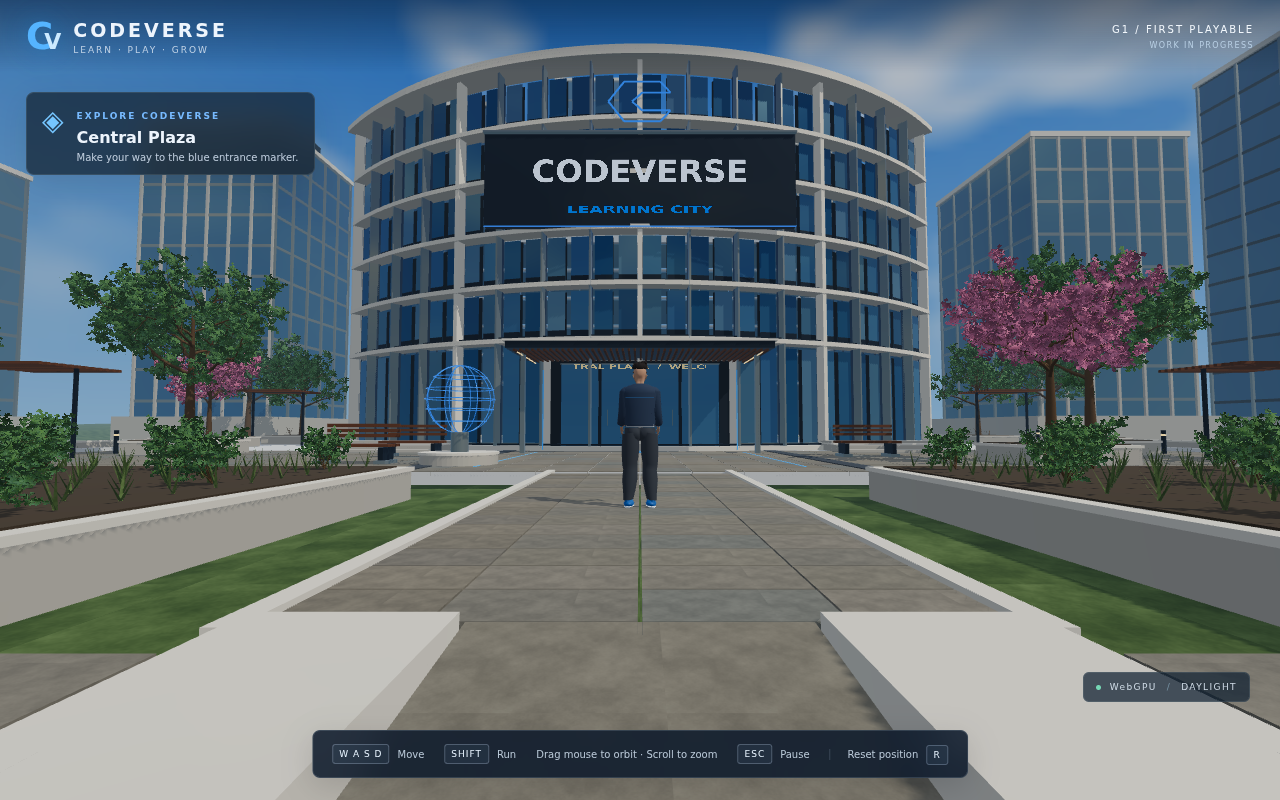 CV CODEVERSE
LEARN · PLAY · GROW
G1 / FIRST PLAYABLE
WORK IN PROGRESS
EXPLORE CODEVERSE
Central Plaza
Make your way to the blue entrance marker.
CODEVERSE
LEARNING CITY
WebGPU / DAYLIGHT
W A S D Move SHIFT Run Drag mouse to orbit · Scroll to zoom ESC Pause | Reset position R